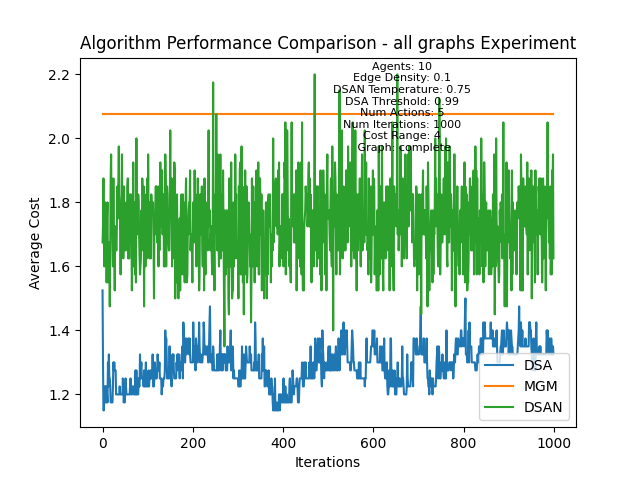 Algorithm Performance Comparison - all graphs Experiment
2.2
2.0
1.8
1.6
1.4
1.2
Average Cost
Agents: 10
Edge Density: 0.1
DSAN Temperature: 0.75
DSA Threshold: 0.99
Num Actions: 5
Num Iterations: 1000
Cost Range: 4
Graph: complete
DSA
MGM
DSAN
0
200
400
600
800
1000
Iterations